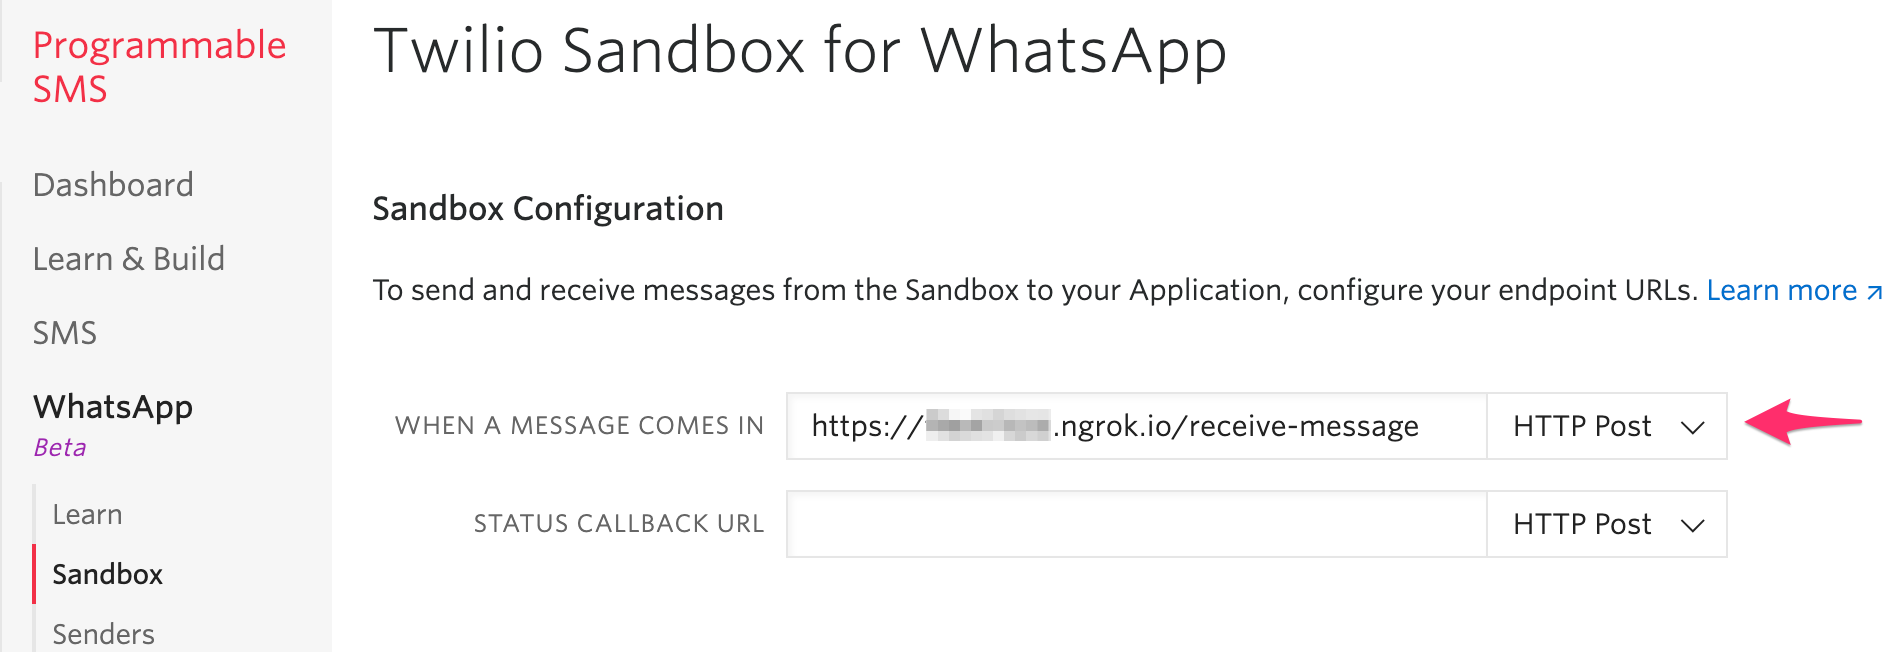 Programmable
SMS
Dashboard
Learn & Build
SMS
WhatsApp
Beta
Learn
Sandbox
Senders
Twilio Sandbox for WhatsApp
Sandbox Configuration
To send and receive messages from the Sandbox to your Application, configure your endpoint URLs. Learn more
WHEN A MESSAGE COMES IN https:// .ngrok.io/receive-message HTTP Post
STATUS CALLBACK URL HTTP Post